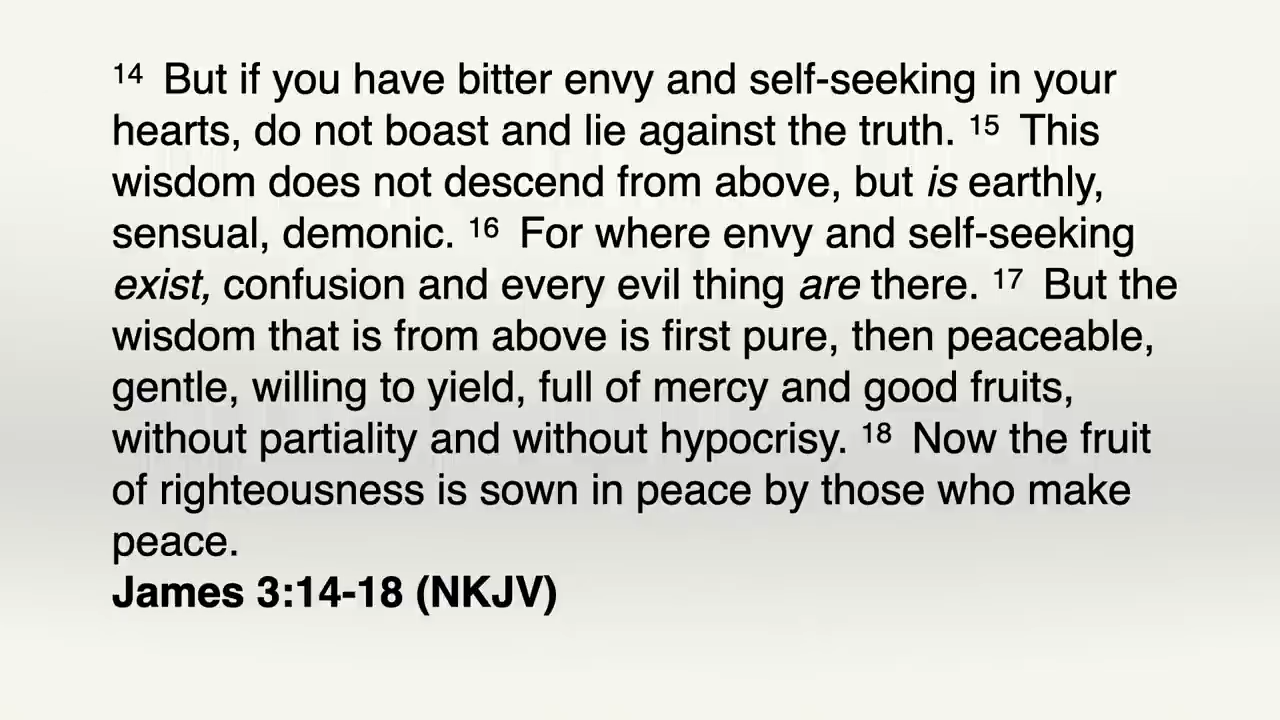 14 But if you have bitter envy and self-seeking in your
hearts, do not boast and lie against the truth. 15 This
wisdom does not descend from above, but is earthly,
sensual, demonic. 16 For where envy and self-seeking
exist, confusion and every evil thing are there. 17 But the
wisdom that is from above is first pure, then peaceable,
gentle, willing to yield, full of mercy and good fruits,
without partiality and without hypocrisy. 18 Now the fruit
of righteousness is sown in peace by those who make
peace.
James 3:14-18 (NKJV)